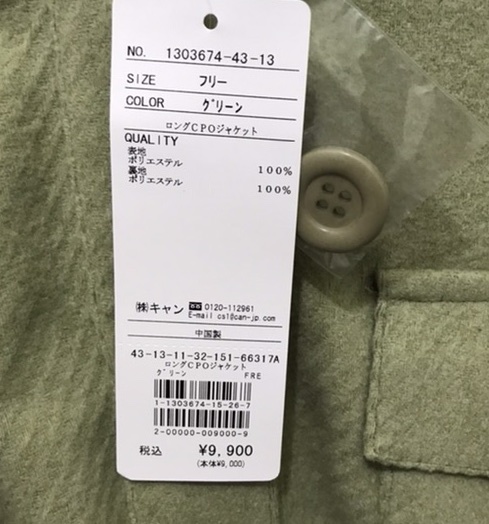 NO. 1303674-43-13
SIZE フリー
COLOR グリーン
ロングCPOジャケット
QUALITY
表地
ポリエステル 100%
裏地
ポリエステル 100%
㈱キャン 0120-112961
E-mail cs1@can-jp.com
中国製
43-13-11-32-151-66317A
ロングCPOジャケット
グリーン FRE
1-1303674-15-26-7
2-00000-009000-9
税込 ¥9,900
(本体¥9,000)